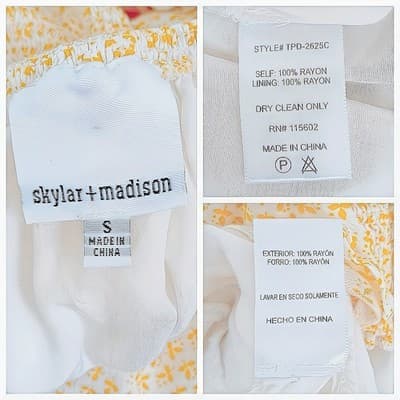 skylar+madison
S
MADE IN
CHINA
STYLE# TPD-2625C
SELF: 100% RAYON
LINING: 100% RAYON
DRY CLEAN ONLY
RN# 115602
MADE IN CHINA
P
EXTERIOR: 100% RAYÓN
FORRO: 100% RAYÓN
LAVAR EN SECO SOLAMENTE
HECHO EN CHINA